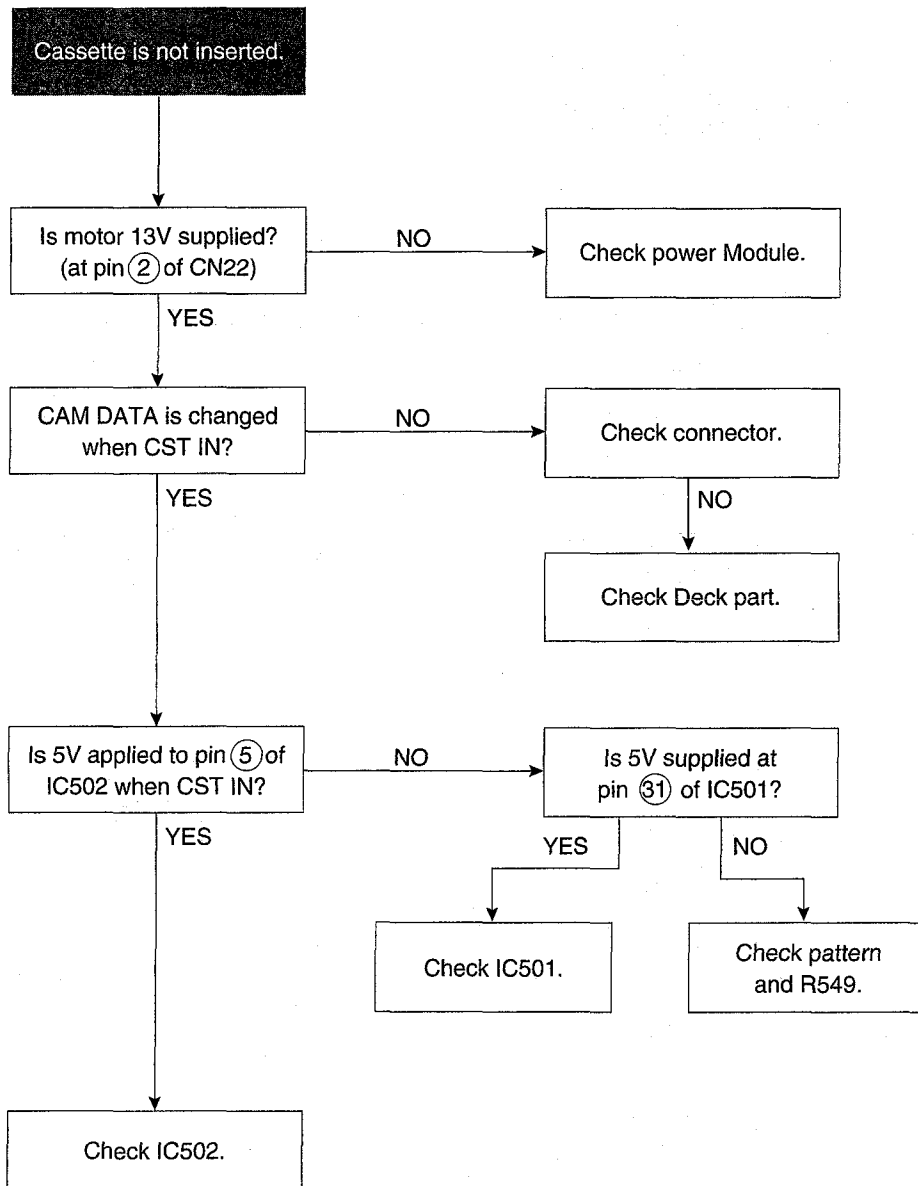 Cassette is not inserted.
Is motor 13V supplied?
(at pin ② of CN22)
NO
Check power Module.
YES
CAM DATA is changed
when CST IN?
NO
Check connector.
YES
NO
Check Deck part.
Is 5V applied to pin ⑤ of
IC502 when CST IN?
NO
Is 5V supplied at
pin ㉛ of IC501?
YES
YES
NO
Check IC501.
Check pattern
and R549.
Check IC502.